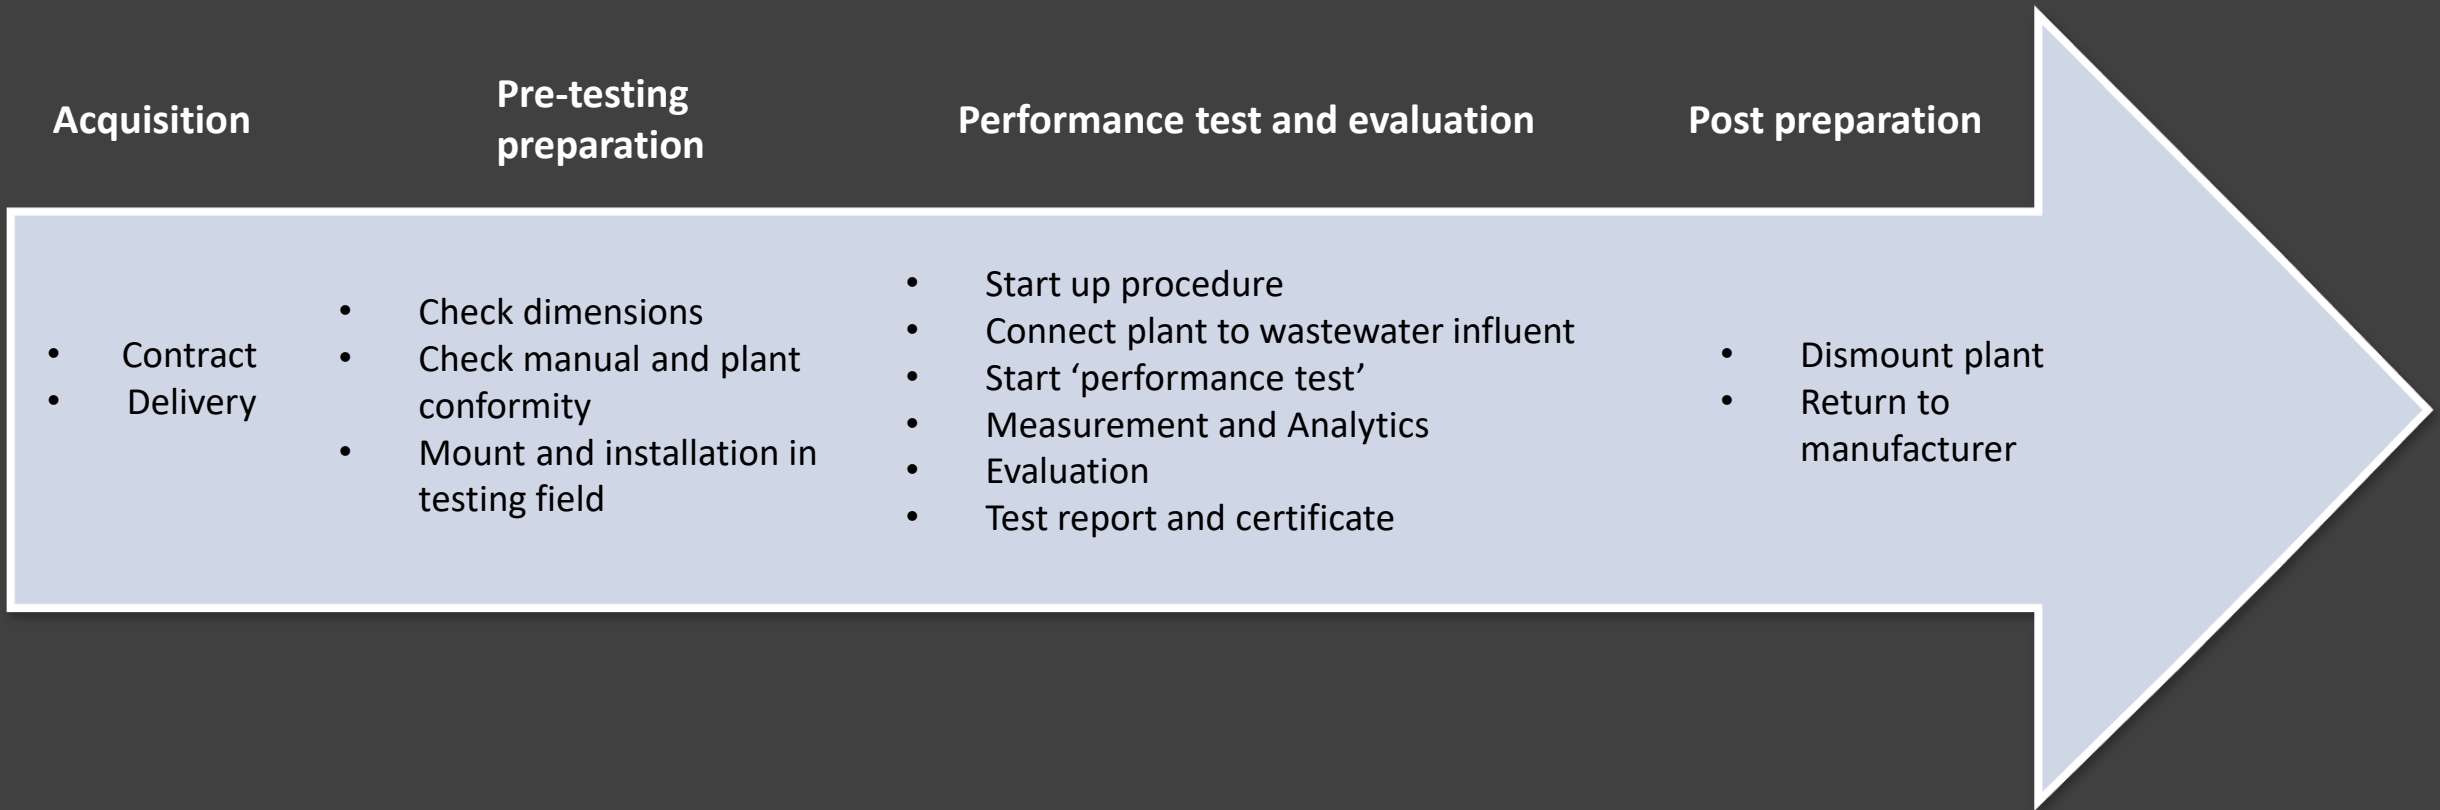 Acquisition
Pre-testing
preparation
Performance test and evaluation
Post preparation
• Contract
• Delivery
• Check dimensions
• Check manual and plant
conformity
• Mount and installation in
testing field
• Start up procedure
• Connect plant to wastewater influent
• Start ‘performance test’
• Measurement and Analytics
• Evaluation
• Test report and certificate
• Dismount plant
• Return to
manufacturer